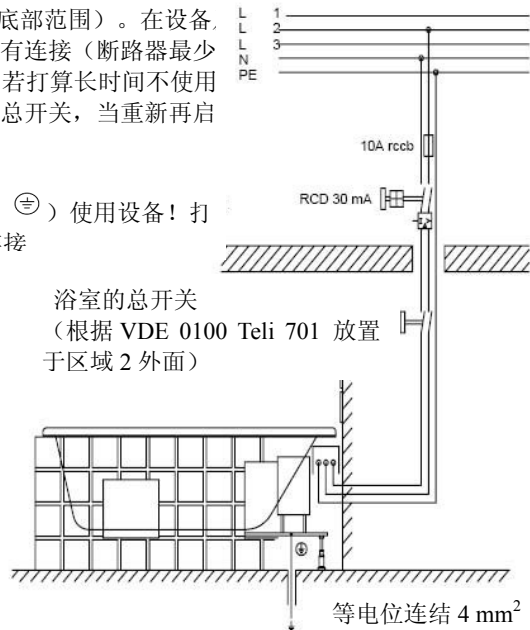 底部范围）。在设备
有连接（断路器最少
若打算长时间不使用
总开关，当重新再启
）使用设备！打
L 1
L 2
L 3
N
PE
10A rccb
RCD 30 mA
浴室的总开关
（根据 VDE 0100 Teli 701 放置
于区域 2 外面）
等电位连结 4 mm²